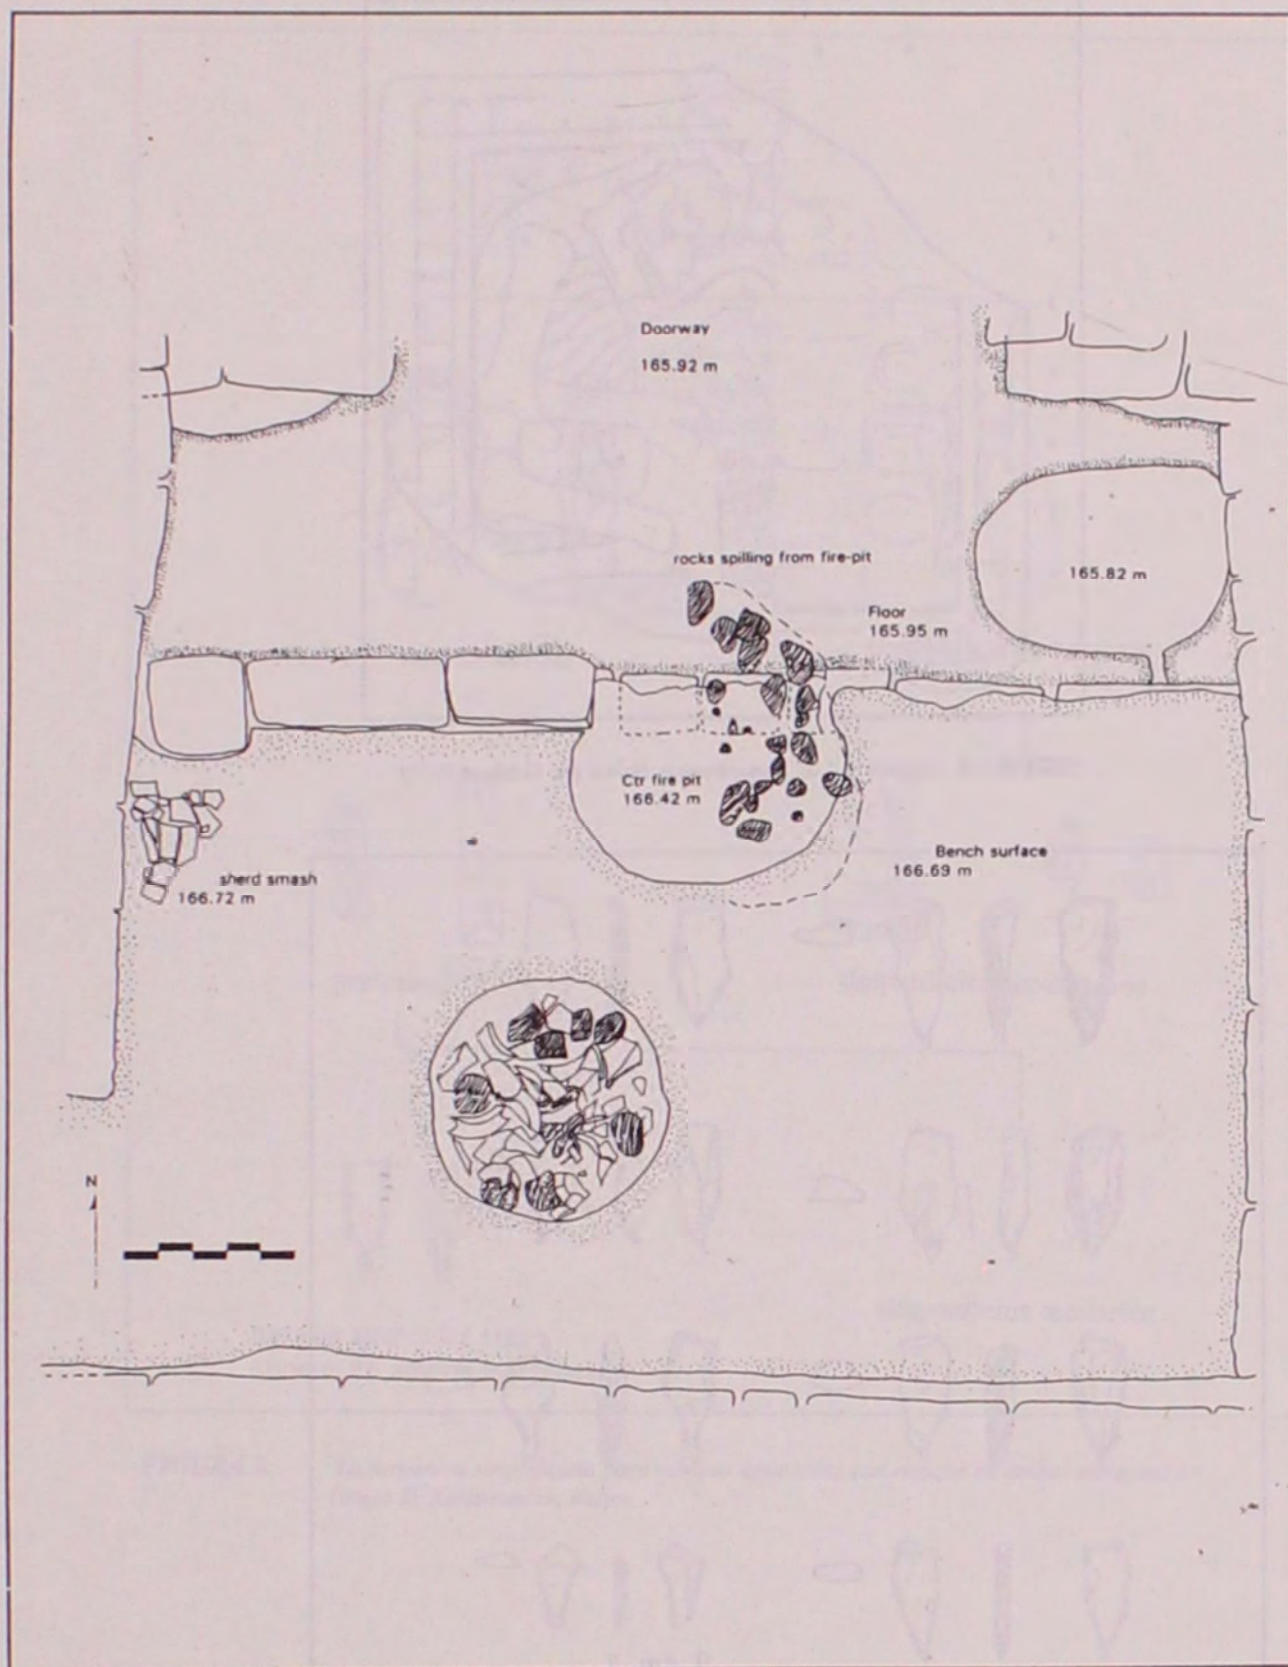 Doorway
165.92 m
rocks spilling from fire-pit
165.82 m
Floor
165.95 m
Ctr fire pit
166.42 m
Bench surface
166.69 m
sherd smash
166.72 m
N